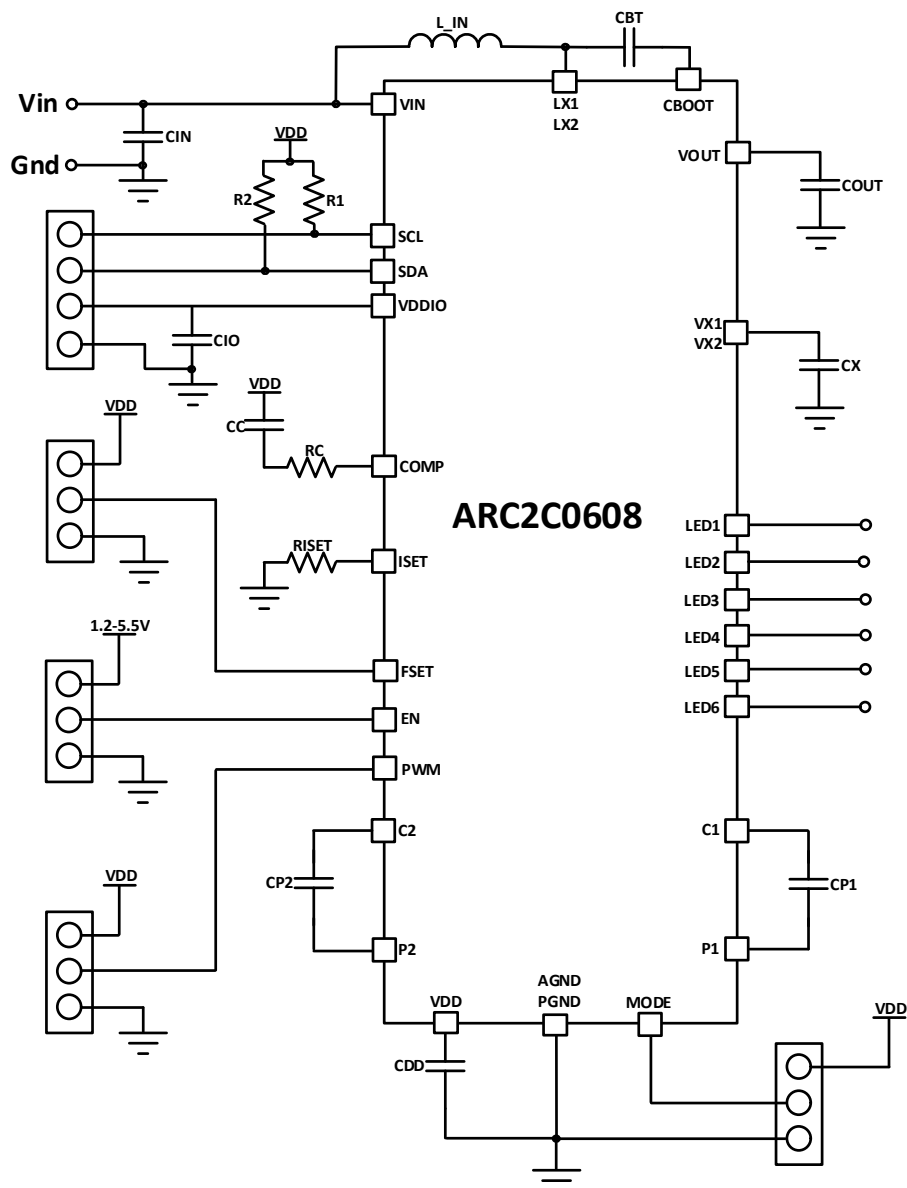 L_IN
CBT
Vin
VIN
LX1
LX2
CBOOT
CIN
VDD
VOUT
Gnd
R2
R1
COUT
SCL
SDA
VDDIO
VX1
VX2
CIO
CX
VDD
VDD
CC
RC
COMP
ARC2C0608
LED1
RISET
ISET
LED2
LED3
1.2-5.5V
LED4
FSET
LED5
EN
LED6
PWM
C2
C1
VDD
CP2
CP1
P2
P1
VDD
AGND
PGND
MODE
VDD
CDD